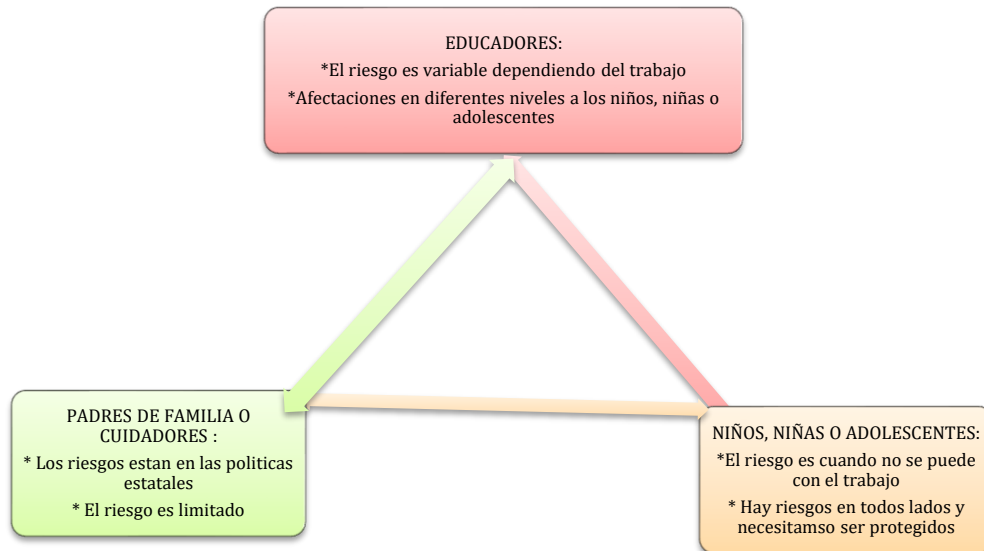 EDUCADORES:
*El riesgo es variable dependiendo del trabajo
*Afectaciones en diferentes niveles a los niños, niñas o
adolescentes
PADRES DE FAMILIA O
CUIDADORES :
* Los riesgos estan en las politicas
estatales
* El riesgo es limitado
NIÑOS, NIÑAS O ADOLESCENTES:
*El riesgo es cuando no se puede
con el trabajo
* Hay riesgos en todos lados y
necesitamso ser protegidos